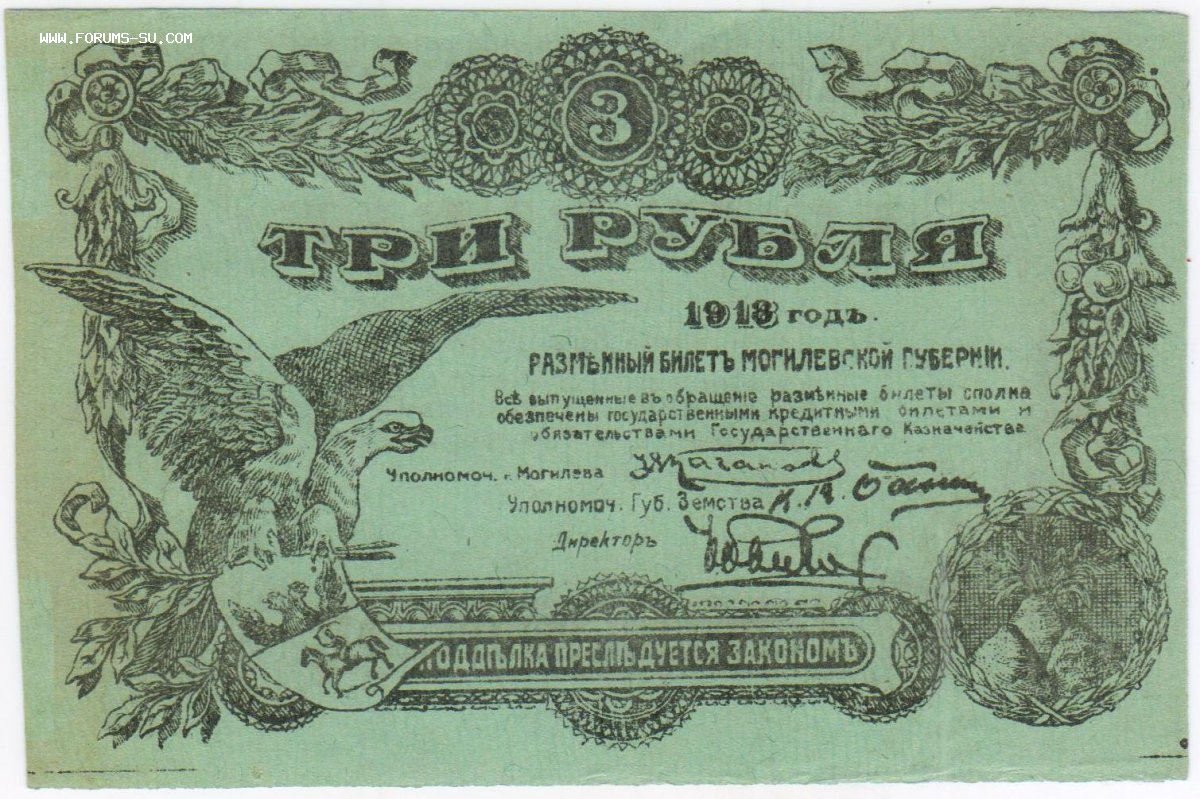 www.forums-su.com
3
ТРИ РУБЛЯ
1918 годъ.
РАЗМѢННЫЙ БИЛЕТЪ МОГИЛЕВСКОЙ ГУБЕРНІИ.
Всѣ выпущенные въ обращеніе размѣнные билеты сполна
обезпечены государственными кредитными билетами и
обязательствами Государственнаго Казначейства
Уполномоч. г. Могилева
Уполномоч. Губ. Земства
Директоръ
ПОДДѢЛКА ПРЕСЛѢДУЕТСЯ ЗАКОНОМЪ